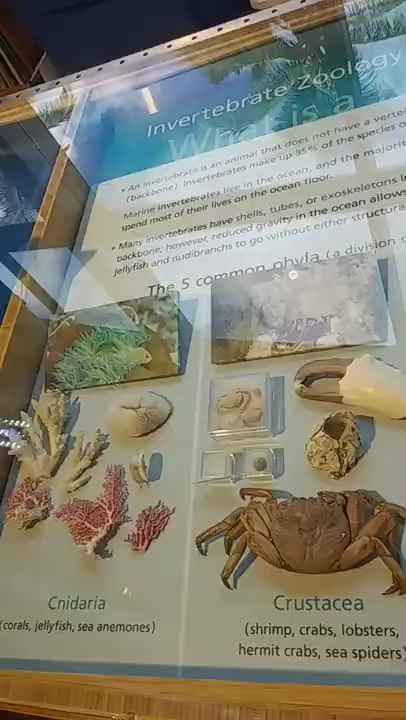 Invertebrate Zoology
What is a
• An invertebrate is an animal that does not have a
(backbone). Invertebrates make up 95% of the species
Marine invertebrates live in the ocean, and the
spend most of their lives on the ocean floor.
• Many invertebrates have shells, tubes, or exoskeletons
backbone; however, reduced gravity in the ocean allows
jellyfish and nudibranchs to go without either
The 5 common phyla (a division
Cnidaria
Crustacea
(corals, jellyfish, sea anemones)
(shrimp, crabs, lobsters,
hermit crabs, sea spiders)